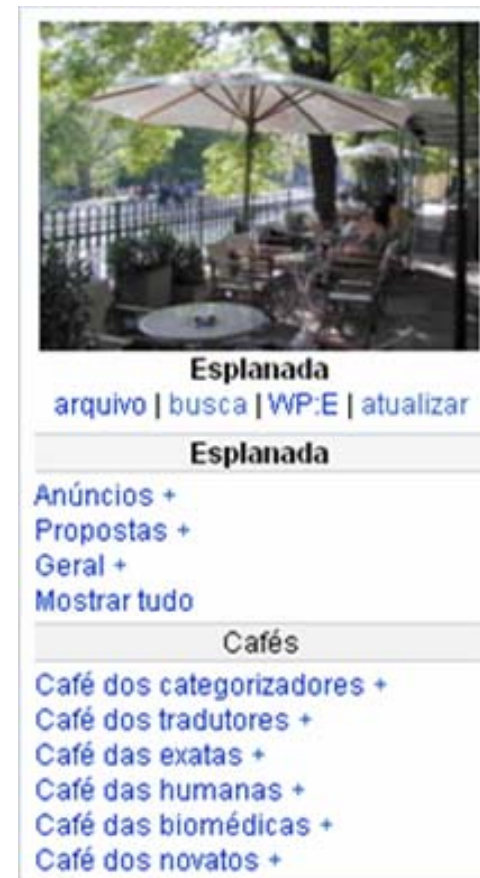 Esplanada
arquivo | busca | WP:E | atualizar
Esplanada
Anúncios +
Propostas +
Geral +
Mostrar tudo
Cafés
Café dos categorizadores +
Café dos tradutores +
Café das exatas +
Café das humanas +
Café das biomédicas +
Café dos novatos +